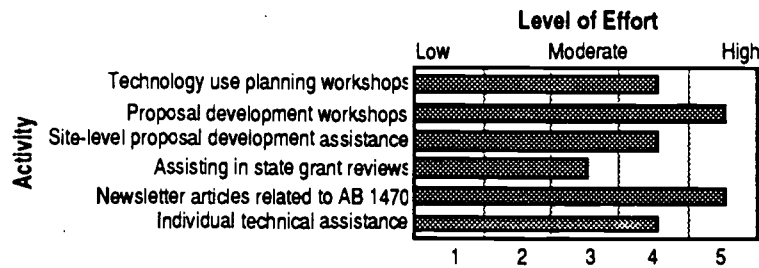 Level of Effort
Low Moderate High
Technology use planning workshops
Proposal development workshops
Site-level proposal development assistance
Assisting in state grant reviews
Newsletter articles related to AB 1470
Individual technical assistance
Activity
1 2 3 4 5